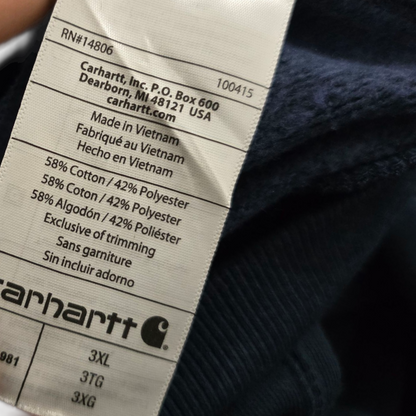 RN#14806 100415
Carhartt, Inc. P.O. Box 600
Dearborn, MI 48121 USA
carhartt.com
Made in Vietnam
Fabriqué au Vietnam
Hecho en Vietnam
58% Cotton / 42% Polyester
58% Coton / 42% Polyester
58% Algodón / 42% Poliéster
Exclusive of trimming
Sans garniture
Sin incluir adorno
carhartt
981
3XL
3TG
3XG